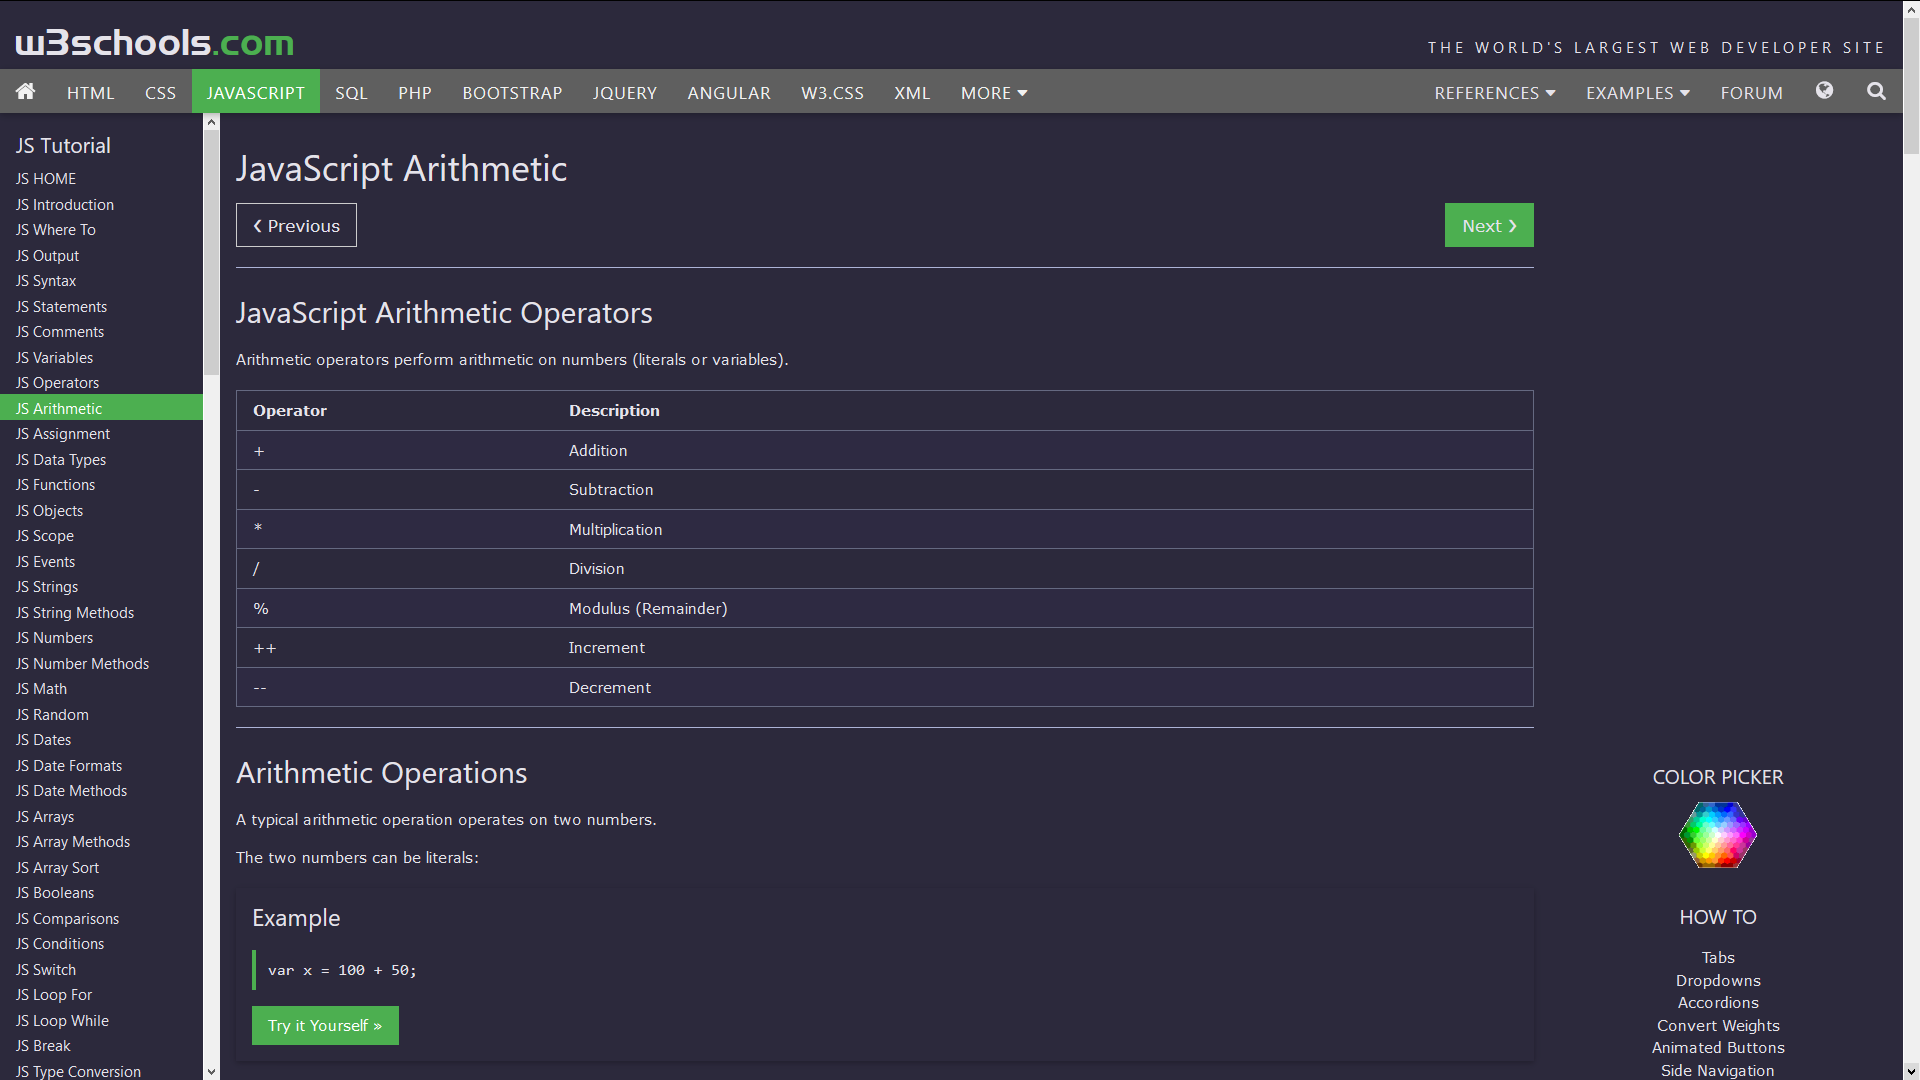 w3schools.com
THE WORLD'S LARGEST WEB DEVELOPER SITE
HTML CSS JAVASCRIPT SQL PHP BOOTSTRAP JQUERY ANGULAR W3.CSS XML MORE REFERENCES EXAMPLES FORUM
JS Tutorial
JS HOME
JS Introduction
JS Where To
JS Output
JS Syntax
JS Statements
JS Comments
JS Variables
JS Operators
JS Arithmetic
JS Assignment
JS Data Types
JS Functions
JS Objects
JS Scope
JS Events
JS Strings
JS String Methods
JS Numbers
JS Number Methods
JS Math
JS Random
JS Dates
JS Date Formats
JS Date Methods
JS Arrays
JS Array Methods
JS Array Sort
JS Booleans
JS Comparisons
JS Conditions
JS Switch
JS Loop For
JS Loop While
JS Break
JS Type Conversion
JavaScript Arithmetic
❮ Previous
Next ❯
JavaScript Arithmetic Operators
Arithmetic operators perform arithmetic on numbers (literals or variables).
Operator Description
+ Addition
- Subtraction
* Multiplication
/ Division
% Modulus (Remainder)
++ Increment
-- Decrement
Arithmetic Operations
A typical arithmetic operation operates on two numbers.
The two numbers can be literals:
Example
var x = 100 + 50;
Try it Yourself »
COLOR PICKER
HOW TO
Tabs
Dropdowns
Accordions
Convert Weights
Animated Buttons
Side Navigation